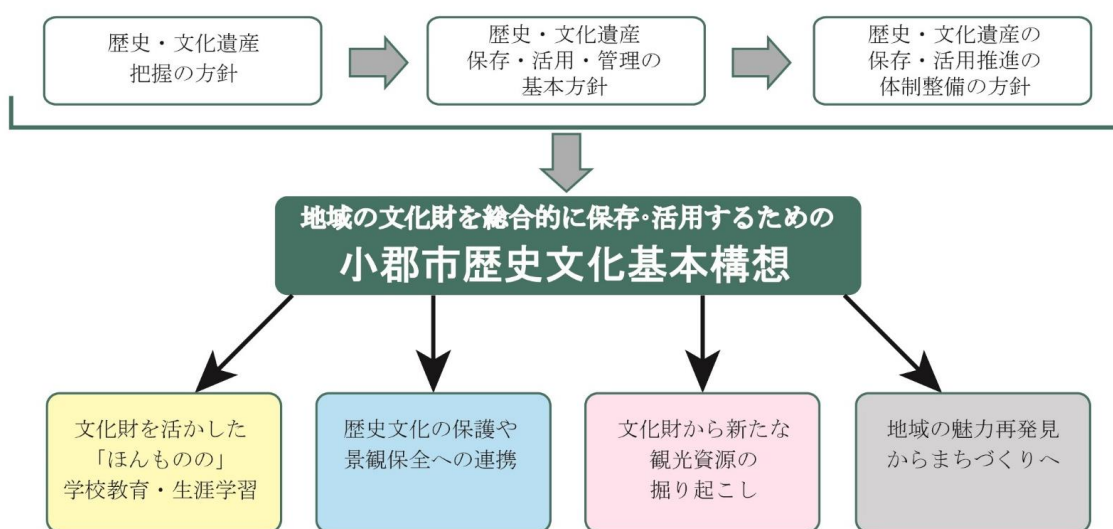 歴史・文化遺産
把握の方針
歴史・文化遺産
保存・活用・管理の
基本方針
歴史・文化遺産の
保存・活用推進の
体制整備の方針
地域の文化財を総合的に保存・活用するための
小郡市歴史文化基本構想
文化財を活かした
「ほんものの」
学校教育・生涯学習
歴史文化の保護や
景観保全への連携
文化財から新たな
観光資源の
掘り起こし
地域の魅力再発見
からまちづくりへ